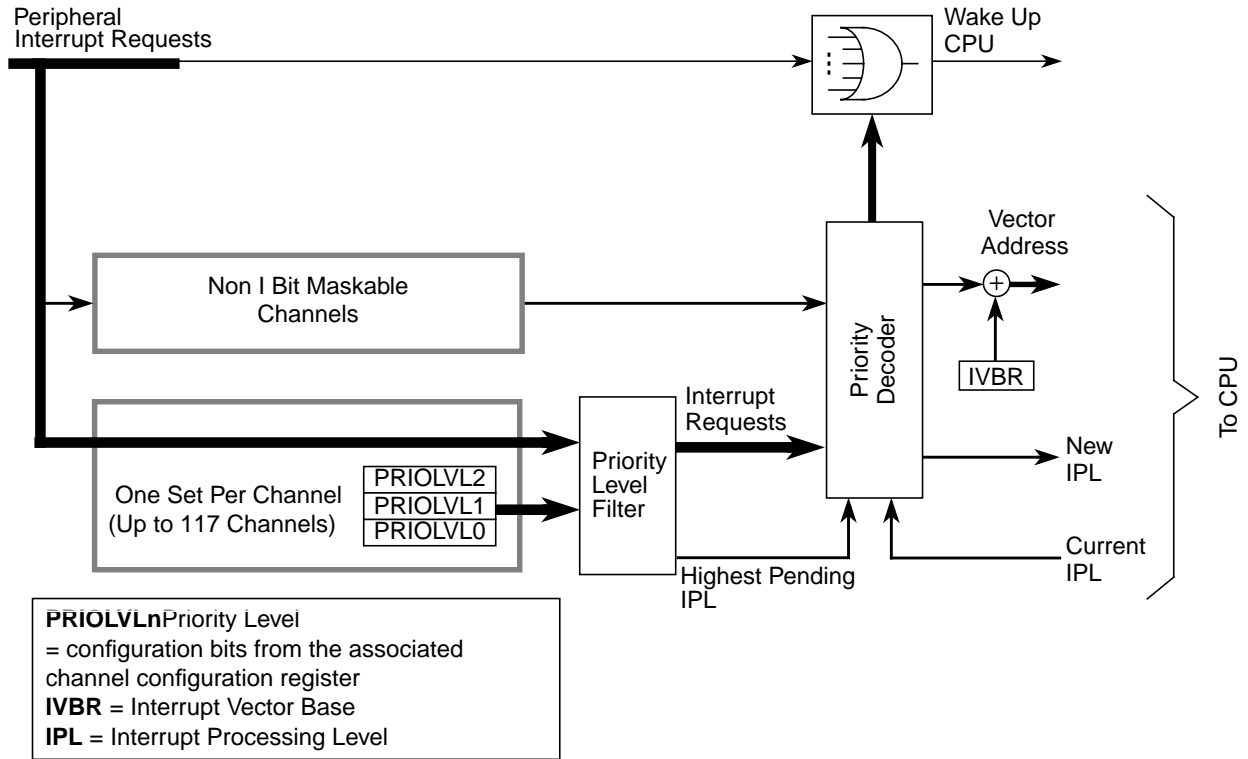 Peripheral
Interrupt Requests
Wake Up
CPU
Vector
Address
Non I Bit Maskable
Channels
Priority
Decoder
IVBR
To CPU
Interrupt
Requests
New
IPL
PRIOLVL2
Priority
Level
Filter
One Set Per Channel
(Up to 117 Channels)
PRIOLVL1
PRIOLVL0
Current
IPL
Highest Pending
IPL
PRIOLVLnPriority Level
= configuration bits from the associated
channel configuration register
IVBR = Interrupt Vector Base
IPL = Interrupt Processing Level